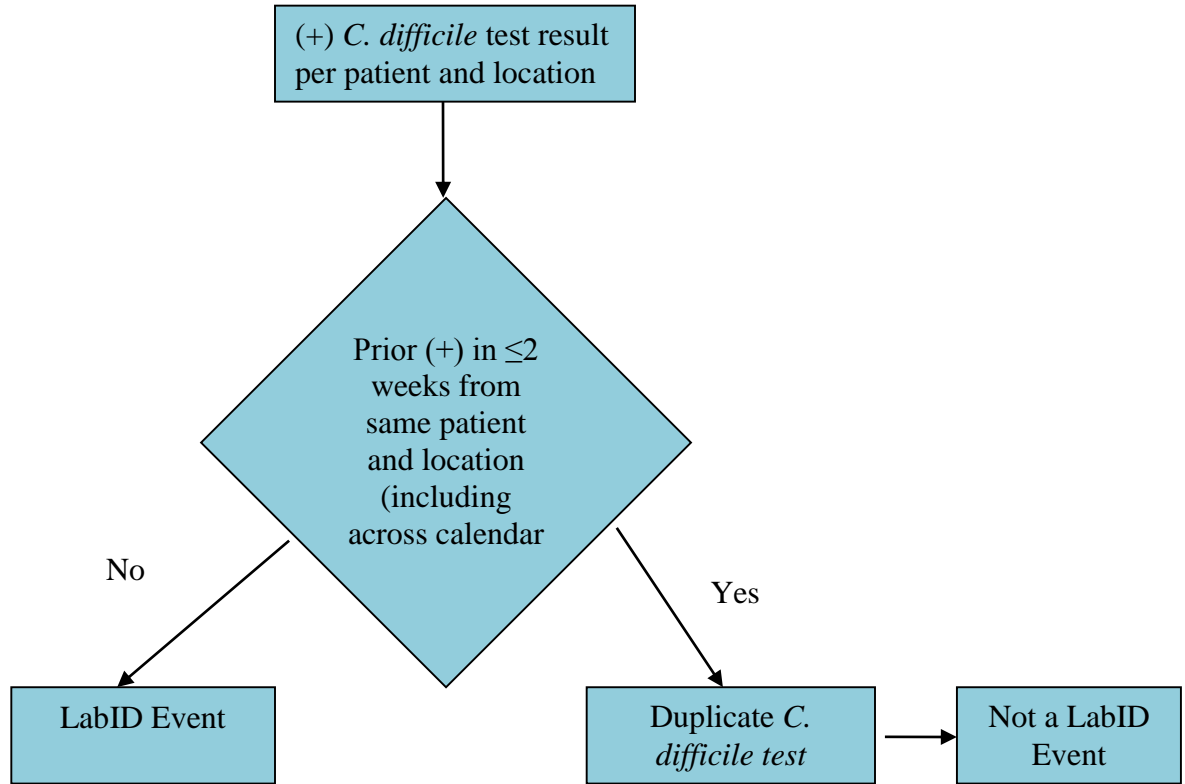 (+) C. difficile test result
per patient and location
Prior (+) in ≤2
weeks from
same patient
and location
(including
across calendar
No
Yes
LabID Event
Duplicate C.
difficile test
Not a LabID
Event